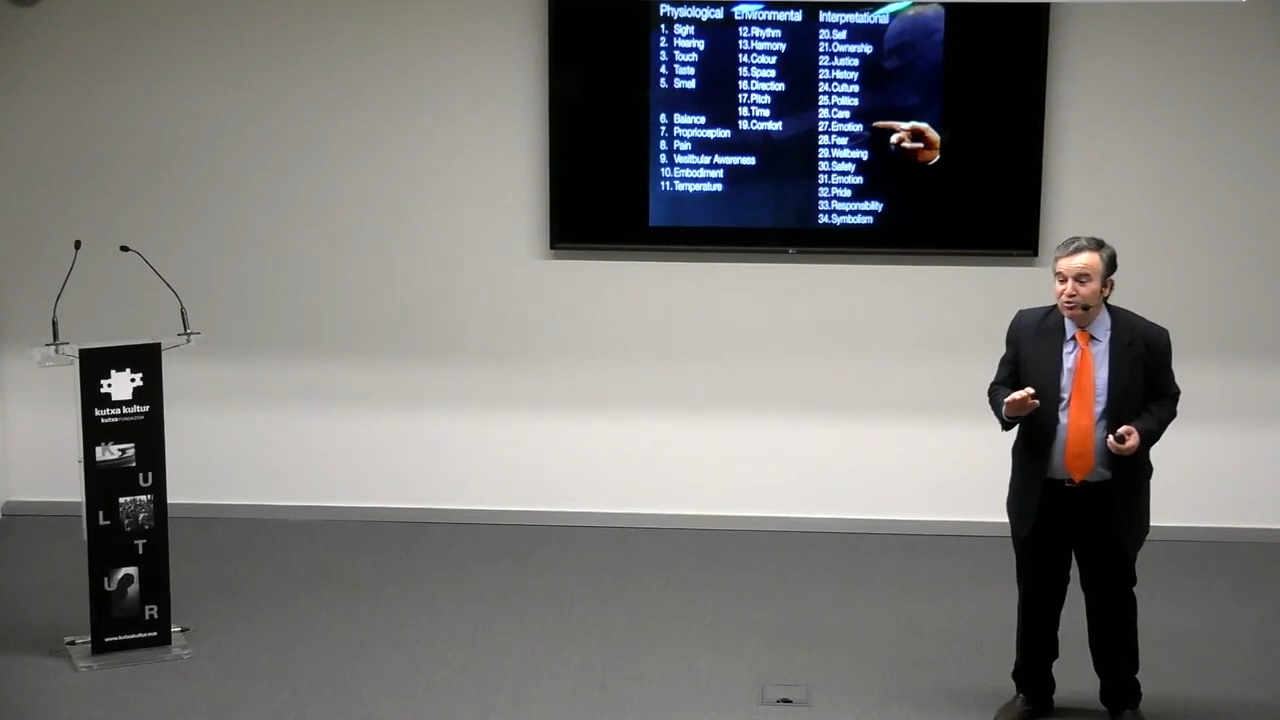 Physiological
1. Sight
2. Hearing
3. Touch
4. Taste
5. Smell
6. Balance
7. Proprioception
8. Pain
9. Vestibular Awareness
10. Embodiment
11. Temperature
Environmental
12. Rhythm
13. Harmony
14. Colour
15. Space
16. Direction
17. Pitch
18. Time
19. Comfort
Interpretational
20. Self
21. Ownership
22. Justice
23. History
24. Culture
25. Politics
26. Care
27. Emotion
28. Fear
29. Wellbeing
30. Safety
31. Emotion
32. Pride
33. Responsibility
34. Symbolism
kutxa kultur
kutxa FUNDAZIOA
K
U
L
T
U
R
www.kutxakultur.eus